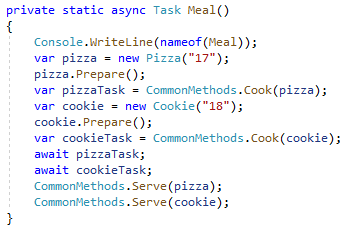 private static async Task Meal()
{
Console.WriteLine(nameof(Meal));
var pizza = new Pizza("17");
pizza.Prepare();
var pizzaTask = CommonMethods.Cook(pizza);
var cookie = new Cookie("18");
cookie.Prepare();
var cookieTask = CommonMethods.Cook(cookie);
await pizzaTask;
await cookieTask;
CommonMethods.Serve(pizza);
CommonMethods.Serve(cookie);
}